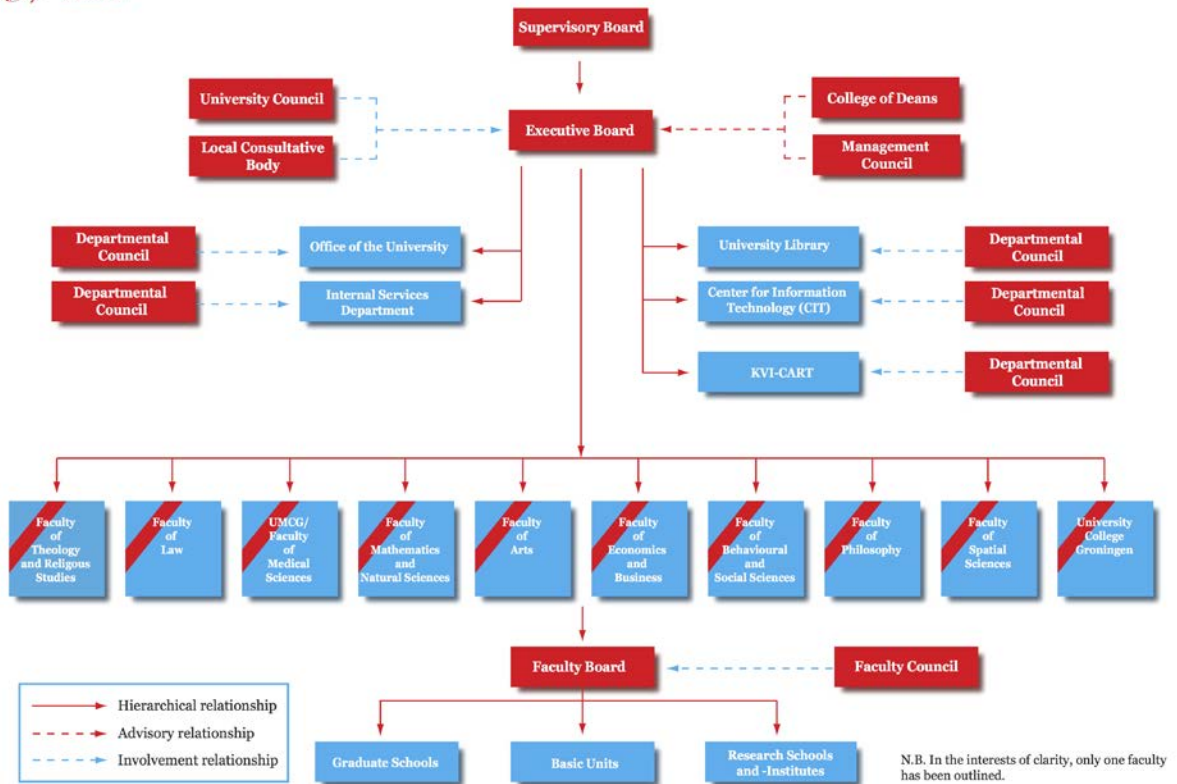 Supervisory Board
University Council
College of Deans
Executive Board
Local Consultative
Body
Management
Council
Departmental
Council
Office of the University
University Library
Departmental
Council
Departmental
Council
Internal Services
Department
Center for Information
Technology (CIT)
Departmental
Council
KVI-CART
Departmental
Council
Faculty
of
Theology
and Religous
Studies
Faculty
of
Law
UMCG/
Faculty
of
Medical
Sciences
Faculty
of
Mathematics
and
Natural Sciences
Faculty
of
Arts
Faculty
of
Economics
and
Business
Faculty
of
Behavioural
and
Social Sciences
Faculty
of
Philosophy
Faculty
of
Spatial
Sciences
University
College
Groningen
Faculty Board
Faculty Council
Hierarchical relationship
Advisory relationship
Involvement relationship
Graduate Schools
Basic Units
Research Schools
and -Institutes
N.B. In the interests of clarity, only one faculty
has been outlined.